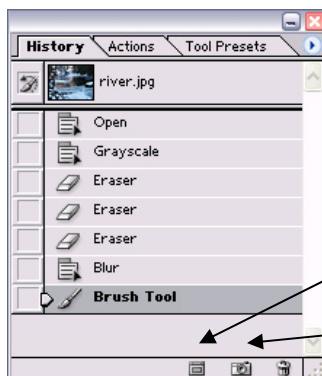 History Actions Tool Presets
river.jpg
Open
Grayscale
Eraser
Eraser
Eraser
Blur
Brush Tool